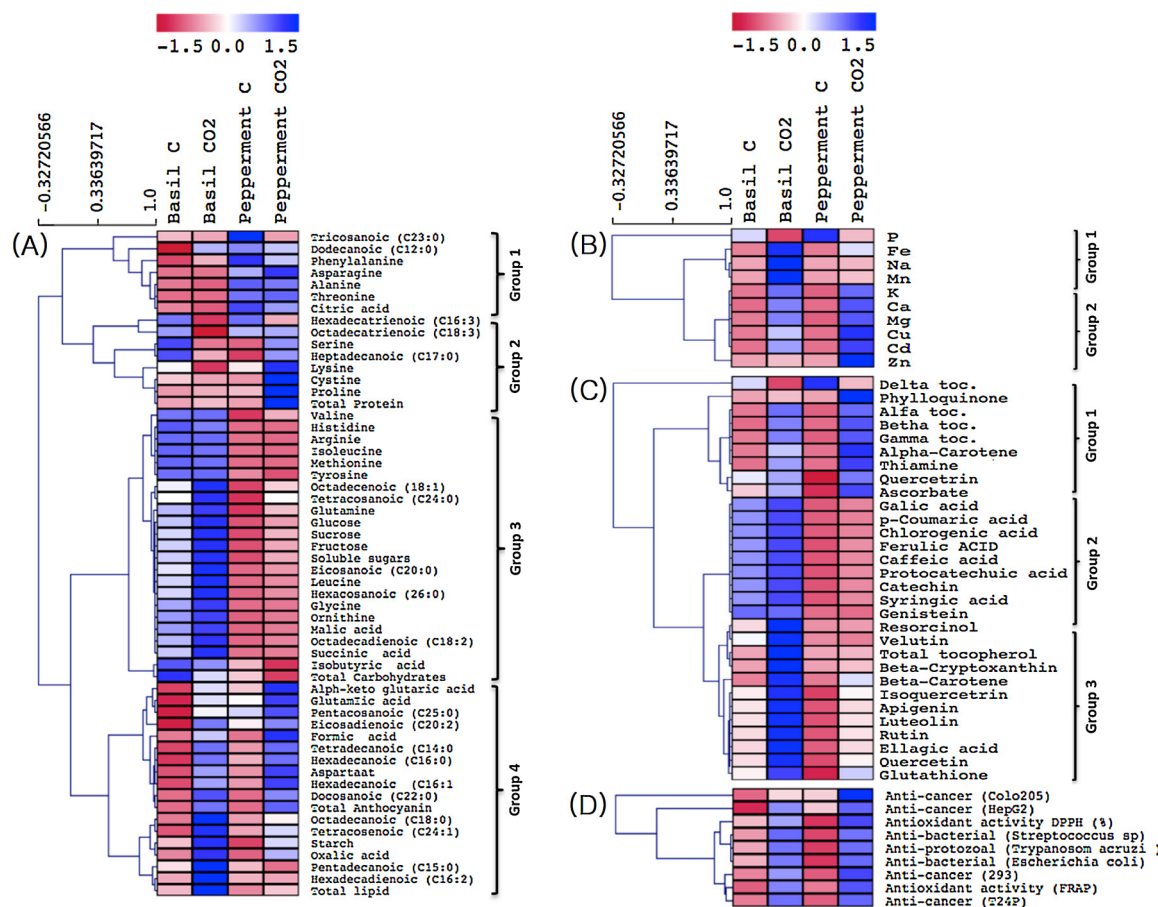 -1.5 0.0 1.5
-0.32720566
0.33639717
1.0
Basil C
Basil CO2
Pepperment C
Pepperment CO2
(A)
Tricosanoic (C23:0)
Dodecanoic (C12:0)
Phenylalanine
Asparagine
Alanine
Threonine
Citric acid
Group 1
Hexadecatrienoic (C16:3)
Octadecatrienoic (C18:3)
Serine
Heptadecanoic (C17:0)
Lysine
Cystine
Proline
Total Protein
Group 2
Valine
Histidine
Arginie
Isoleucine
Methionine
Tyrosine
Octadecenoic (18:1)
Tetracosanoic (C24:0)
Glutamine
Glucose
Sucrose
Fructose
Soluble sugars
Eicosanoic (C20:0)
Leucine
Hexacosanoic (26:0)
Glycine
Ornithine
Malic acid
Octadecadienoic (C18:2)
Succinic acid
Isobutyric acid
Total Carbohydrates
Group 3
Alph-keto glutaric acid
GlutamIic acid
Pentacosanoic (C25:0)
Eicosadienoic (C20:2)
Formic acid
Tetradecanoic (C14:0
Hexadecanoic (C16:0)
Aspartaat
Hexadecanoic (C16:1
Docosanoic (C22:0)
Total Anthocyanin
Octadecanoic (C18:0)
Tetracosenoic (C24:1)
Starch
Oxalic acid
Pentadecanoic (C15:0)
Hexadecadienoic (C16:2)
Total lipid
Group 4
-1.5 0.0 1.5
-0.32720566
0.33639717
1.0
Basil C
Basil CO2
Pepperment C
Pepperment CO2
(B)
P
Fe
Na
Mn
Group 1
K
Ca
Mg
Cu
Cd
Zn
Group 2
(C)
Delta toc.
Phylloquinone
Alfa toc.
Betha toc.
Gamma toc.
Alpha-Carotene
Thiamine
Quercetrin
Ascorbate
Group 1
Galic acid
p-Coumaric acid
Chlorogenic acid
Ferulic ACID
Caffeic acid
Protocatechuic acid
Catechin
Syringic acid
Genistein
Group 2
Resorcinol
Velutin
Total tocopherol
Beta-Cryptoxanthin
Beta-Carotene
Isoquercetrin
Apigenin
Luteolin
Rutin
Ellagic acid
Quercetin
Glutathione
Group3
(D)
Anti-cancer (Colo205)
Anti-cancer (HepG2)
Antioxidant activity DPPH (%)
Anti-bacterial (Streptococcus sp)
Anti-protozoal (Trypanosom acruzi )
Anti-bacterial (Escherichia coli)
Anti-cancer (293)
Antioxidant activity (FRAP)
Anti-cancer (T24P)